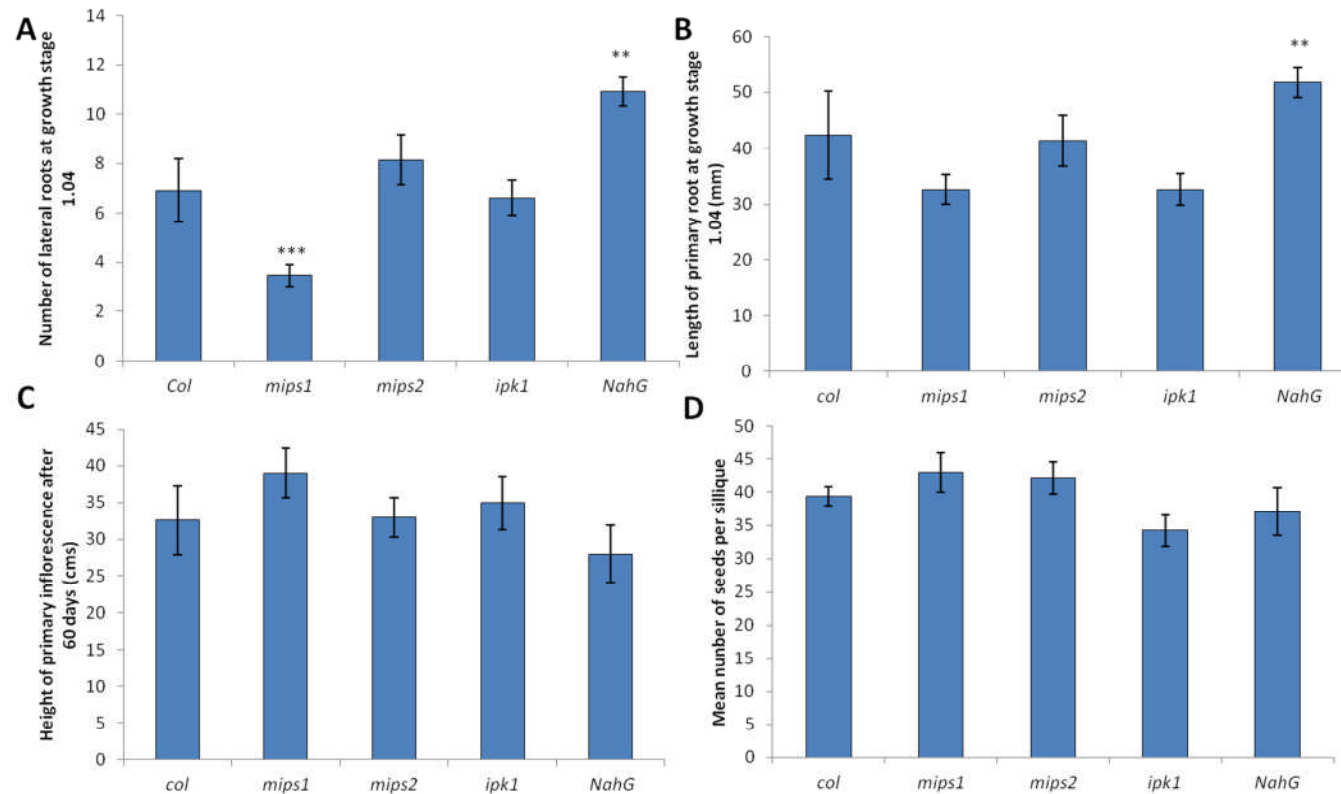 A
Number of lateral roots at growth stage
1.04
14
12
10
8
6
4
2
0
***
**
Col mips1 mips2 ipk1 NahG
B
Length of primary root at growth stage
1.04 (mm)
60
50
40
30
20
10
0
**
col mips1 mips2 ipk1 NahG
C
Height of primary inflorescence after
60 days (cms)
45
40
35
30
25
20
15
10
5
0
col mips1 mips2 ipk1 NahG
D
Mean nunber of seeds per sillique
50
45
40
35
30
25
20
15
10
5
0
col mips1 mips2 ipk1 NahG